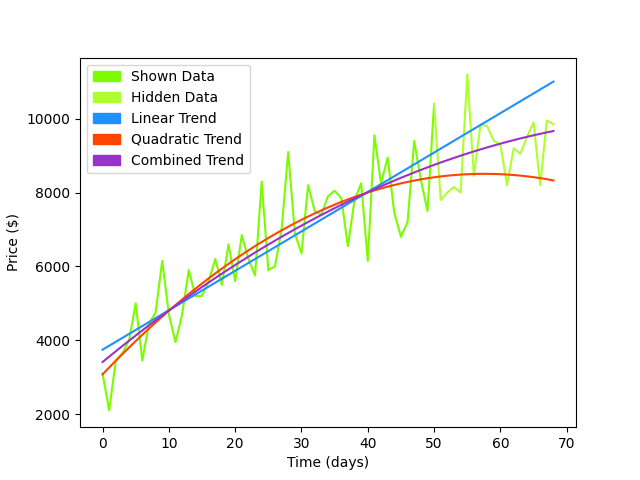 Shown Data
Hidden Data
Linear Trend
Quadratic Trend
Combined Trend
10000
8000
6000
4000
2000
Price ($)
0 10 20 30 40 50 60 70
Time (days)